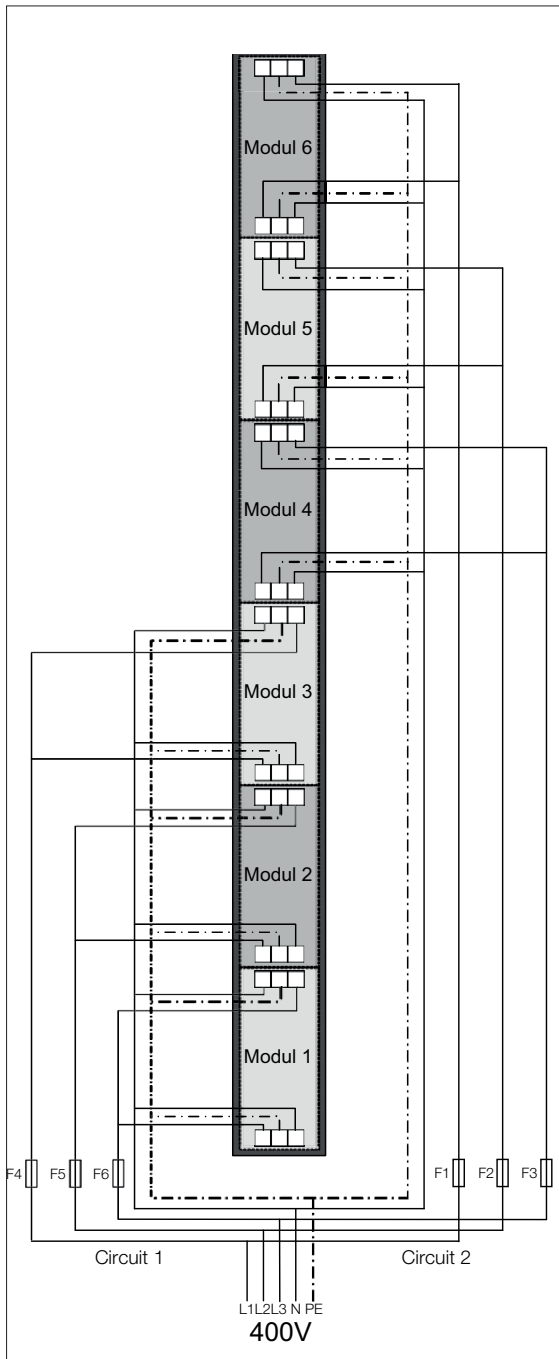 Modul 6
Modul 5
Modul 4
Modul 3
Modul 2
Modul 1
F4 F5 F6 F1 F2 F3
Circuit 1 Circuit 2
L1L2L3 N PE
400V